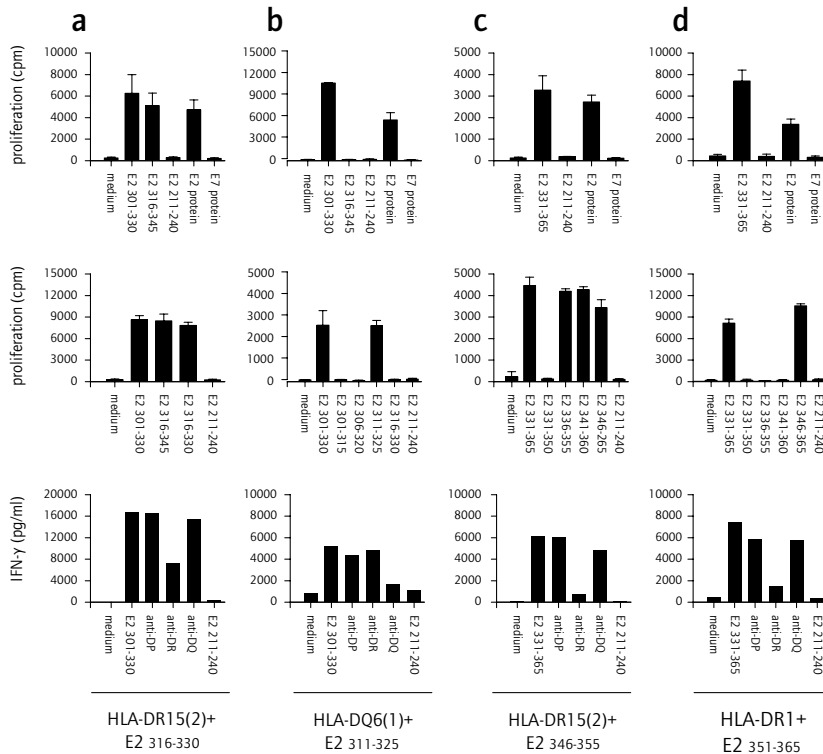 a b c d
proliferation (cpm)
10000 15000 5000 10000
8000 12000 4000 8000
6000 9000 3000 6000
4000 6000 2000 4000
2000 3000 1000 2000
0 0 0 0
medium E2 301-330 E2 316-345 E2 211-240 E2 protein E7 protein
medium E2 301-330 E2 316-345 E2 211-240 E2 protein E7 protein
medium E2 331-365 E2 211-240 E2 protein E7 protein
medium E2 331-365 E2 211-240 E2 protein E7 protein
proliferation (cpm)
15000 5000 5000 15000
12000 4000 4000 12000
9000 3000 3000 9000
6000 2000 2000 6000
3000 1000 1000 3000
0 0 0 0
medium E2 301-330 E2 316-345 E2 316-330 E2 211-240
medium E2 301-330 E2 301-315 E2 306-320 E2 311-325 E2 316-330 E2 211-240
medium E2 331-365 E2 331-350 E2 336-355 E2 341-360 E2 346-265 E2 211-240
medium E2 331-365 E2 331-350 E2 336-355 E2 341-360 E2 346-365 E2 211-240
IFN-γ (pg/ml)
20000 10000 10000 10000
16000 8000 8000 8000
12000 6000 6000 6000
8000 4000 4000 4000
4000 2000 2000 2000
0 0 0 0
medium E2 301-330 anti-DP anti-DR anti-DQ E2 211-240
medium E2 301-330 anti-DP anti-DR anti-DQ E2 211-240
medium E2 331-365 anti-DP anti-DR anti-DQ E2 211-240
medium E2 331-365 anti-DP anti-DR anti-DQ E2 211-240
HLA-DR15(2)+ HLA-DQ6(1)+ HLA-DR15(2)+ HLA-DR1+
E2 316-330 E2 311-325 E2 346-355 E2 351-365